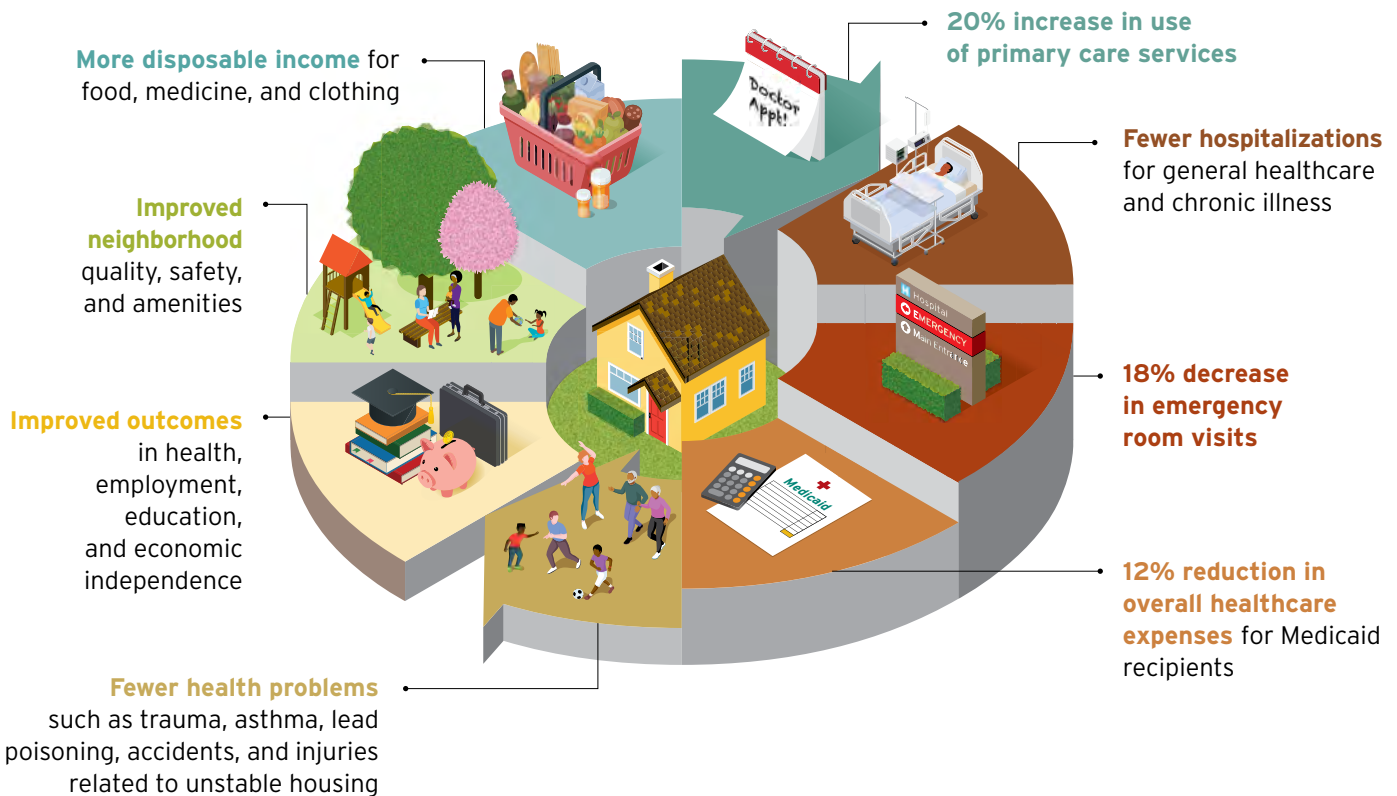 More disposable income for
food, medicine, and clothing
Improved
neighborhood
quality, safety,
and amenities
Improved outcomes
in health,
employment,
education,
and economic
independence
Fewer health problems
such as trauma, asthma, lead
poisoning, accidents, and injuries
related to unstable housing
Doctor
Appt!
20% increase in use
of primary care services
Fewer hospitalizations
for general healthcare
and chronic illness
H Hospital
EMERGENCY
Main Entrance
18% decrease
in emergency
room visits
Medicaid
12% reduction in
overall healthcare
expenses for Medicaid
recipients